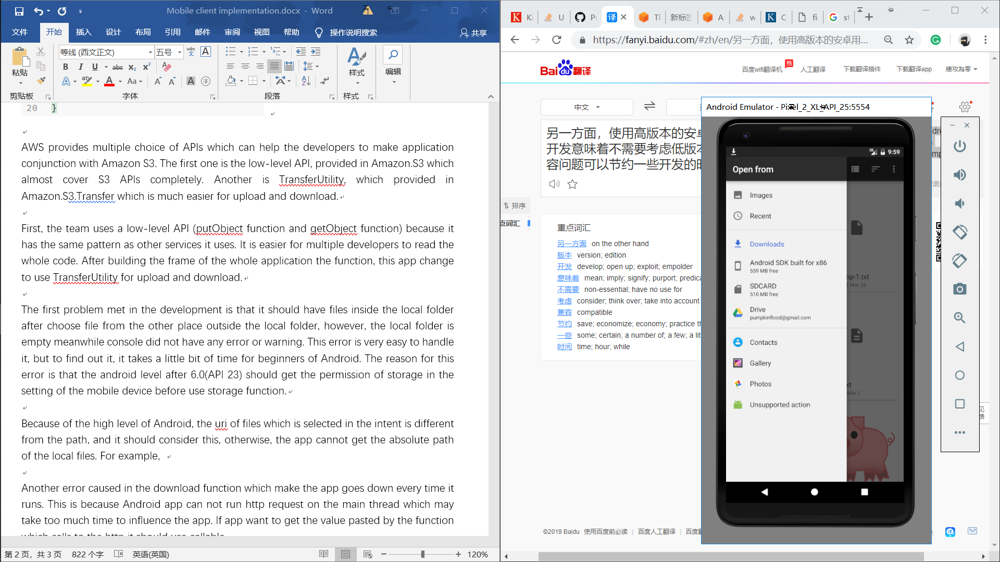 Mobile client implementation.docx - Word
文件 开始 插入 设计 布局 引用 邮件 审阅 视图 帮助 操作说明搜索 共享
粘贴
等线 (西文正文) 五号
样式
编辑
剪贴板 字体 段落 样式
20 }
AWS provides multiple choice of APIs which can help the developers to make application
conjunction with Amazon S3. The first one is the low-level API, provided in Amazon.S3 which
almost cover S3 APIs completely. Another is TransferUtility, which provided in
Amazon.S3.Transfer which is much easier for upload and download.
First, the team uses a low-level API (putObject function and getObject function) because it
has the same pattern as other services it uses. It is easier for multiple developers to read the
whole code. After building the frame of the whole application the function, this app change
to use TransferUtility for upload and download.
The first problem met in the development is that it should have files inside the local folder
after choose file from the other place outside the local folder, however, the local folder is
empty meanwhile console did not have any error or warning. This error is very easy to handle
it, but to find out it, it takes a little bit of time for beginners of Android. The reason for this
error is that the android level after 6.0(API 23) should get the permission of storage in the
setting of the mobile device before use storage function.
Because of the high level of Android, the uri of files which is selected in the intent is different
from the path, and it should consider this, otherwise, the app cannot get the absolute path
of the local files. For example,
Another error caused in the download function which make the app goes down every time it
runs. This is because Android app can not run http request on the main thread which may
take too much time to influence the app. If app want to get the value pasted by the function
which calls to the http it should use callable
第 2 页，共 3 页 822 个字 英语(英国) 120%
https://fanyi.baidu.com/#zh/en/另一方面，使用高版本的安卓用...
Baidu翻译
百度wifi翻译机 热 人工翻译 下载翻译插件 下载翻译app 總攻為零
中文
另一方面，使用高版本的安卓
开发意味着不需要考虑低版本
容问题可以节约一些开发的时
排序
点词汇
重点词汇
另一方面 on the other hand
版本 version; edition
开发 develop; open up; exploit; empolder
意味着 mean; imply; signify; purport; predica
不需要 non-essential; have no use for
考虑 consider; think over; take into account
兼容 compatible
节约 save; economize; economy; practice th
一些 some; certain; a number of; a few; a lit
时间 time; hour; while
©2019 Baidu 使用百度前必读 | 百度人工翻译 | 百度翻
Android Emulator - Pixel_2_XL_API_25:5554
9:59
Open from
Images
Recent
Downloads
Android SDK built for x86
559 MB free
SDCARD
510 MB free
Drive
pumpkinflood@gmail.com
Contacts
Gallery
Photos
Unsupported action
mp-1.txt
Mar 26
xt
Mar 1